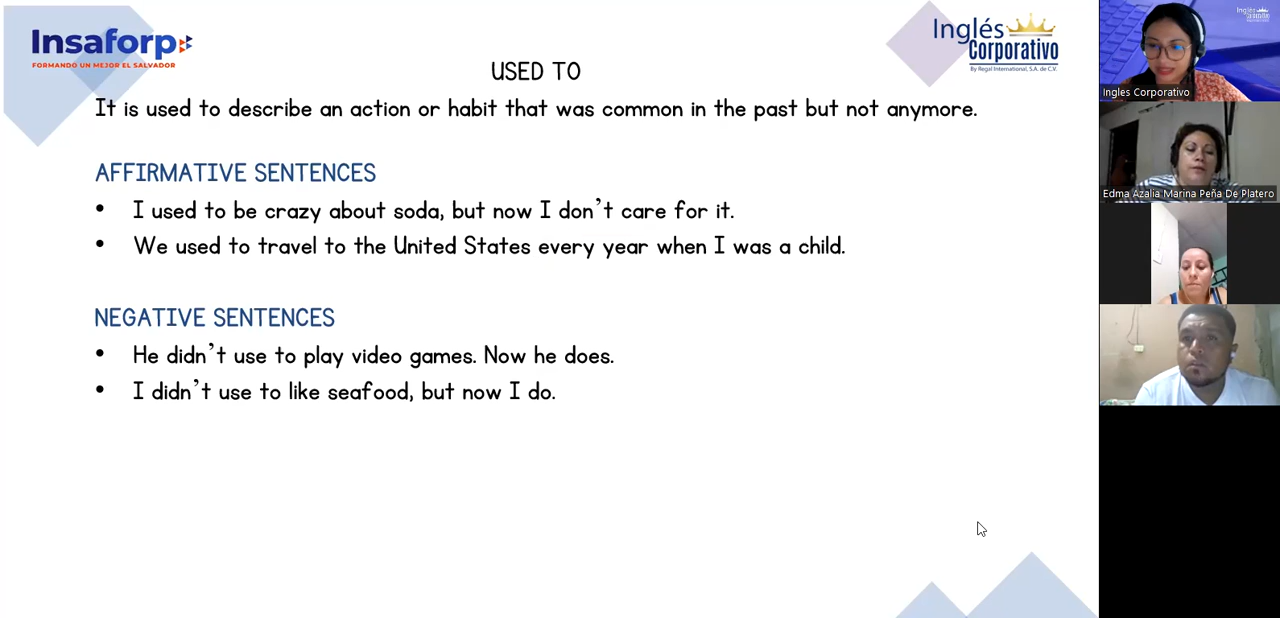 Insaforp
FORMANDO UN MEJOR EL SALVADOR
Inglés
Corporativo
By Regal International, S.A. de C.V.
USED TO
It is used to describe an action or habit that was common in the past but not anymore.
AFFIRMATIVE SENTENCES
• I used to be crazy about soda, but now I don't care for it.
• We used to travel to the United States every year when I was a child.
NEGATIVE SENTENCES
• He didn't use to play video games. Now he does.
• I didn't use to like seafood, but now I do.
Inglés
Corporativo
Ingles Corporativo
Edma Azalia Marina Peña De Platero